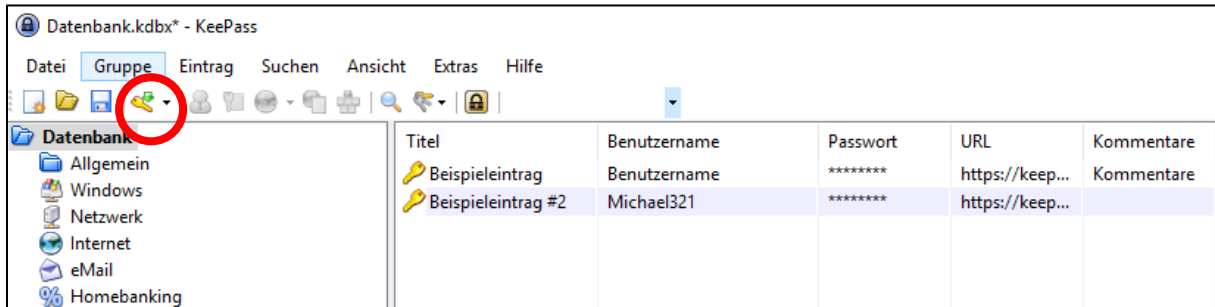 Datenbank.kdbx* - KeePass
Datei Gruppe Eintrag Suchen Ansicht Extras Hilfe
Datenbank
Allgemein
Windows
Netzwerk
Internet
eMail
Homebanking
Titel Benutzername Passwort URL Kommentare
Beispieleintrag Benutzername ******** https://keep... Kommentare
Beispieleintrag #2 Michael321 ******** https://keep...